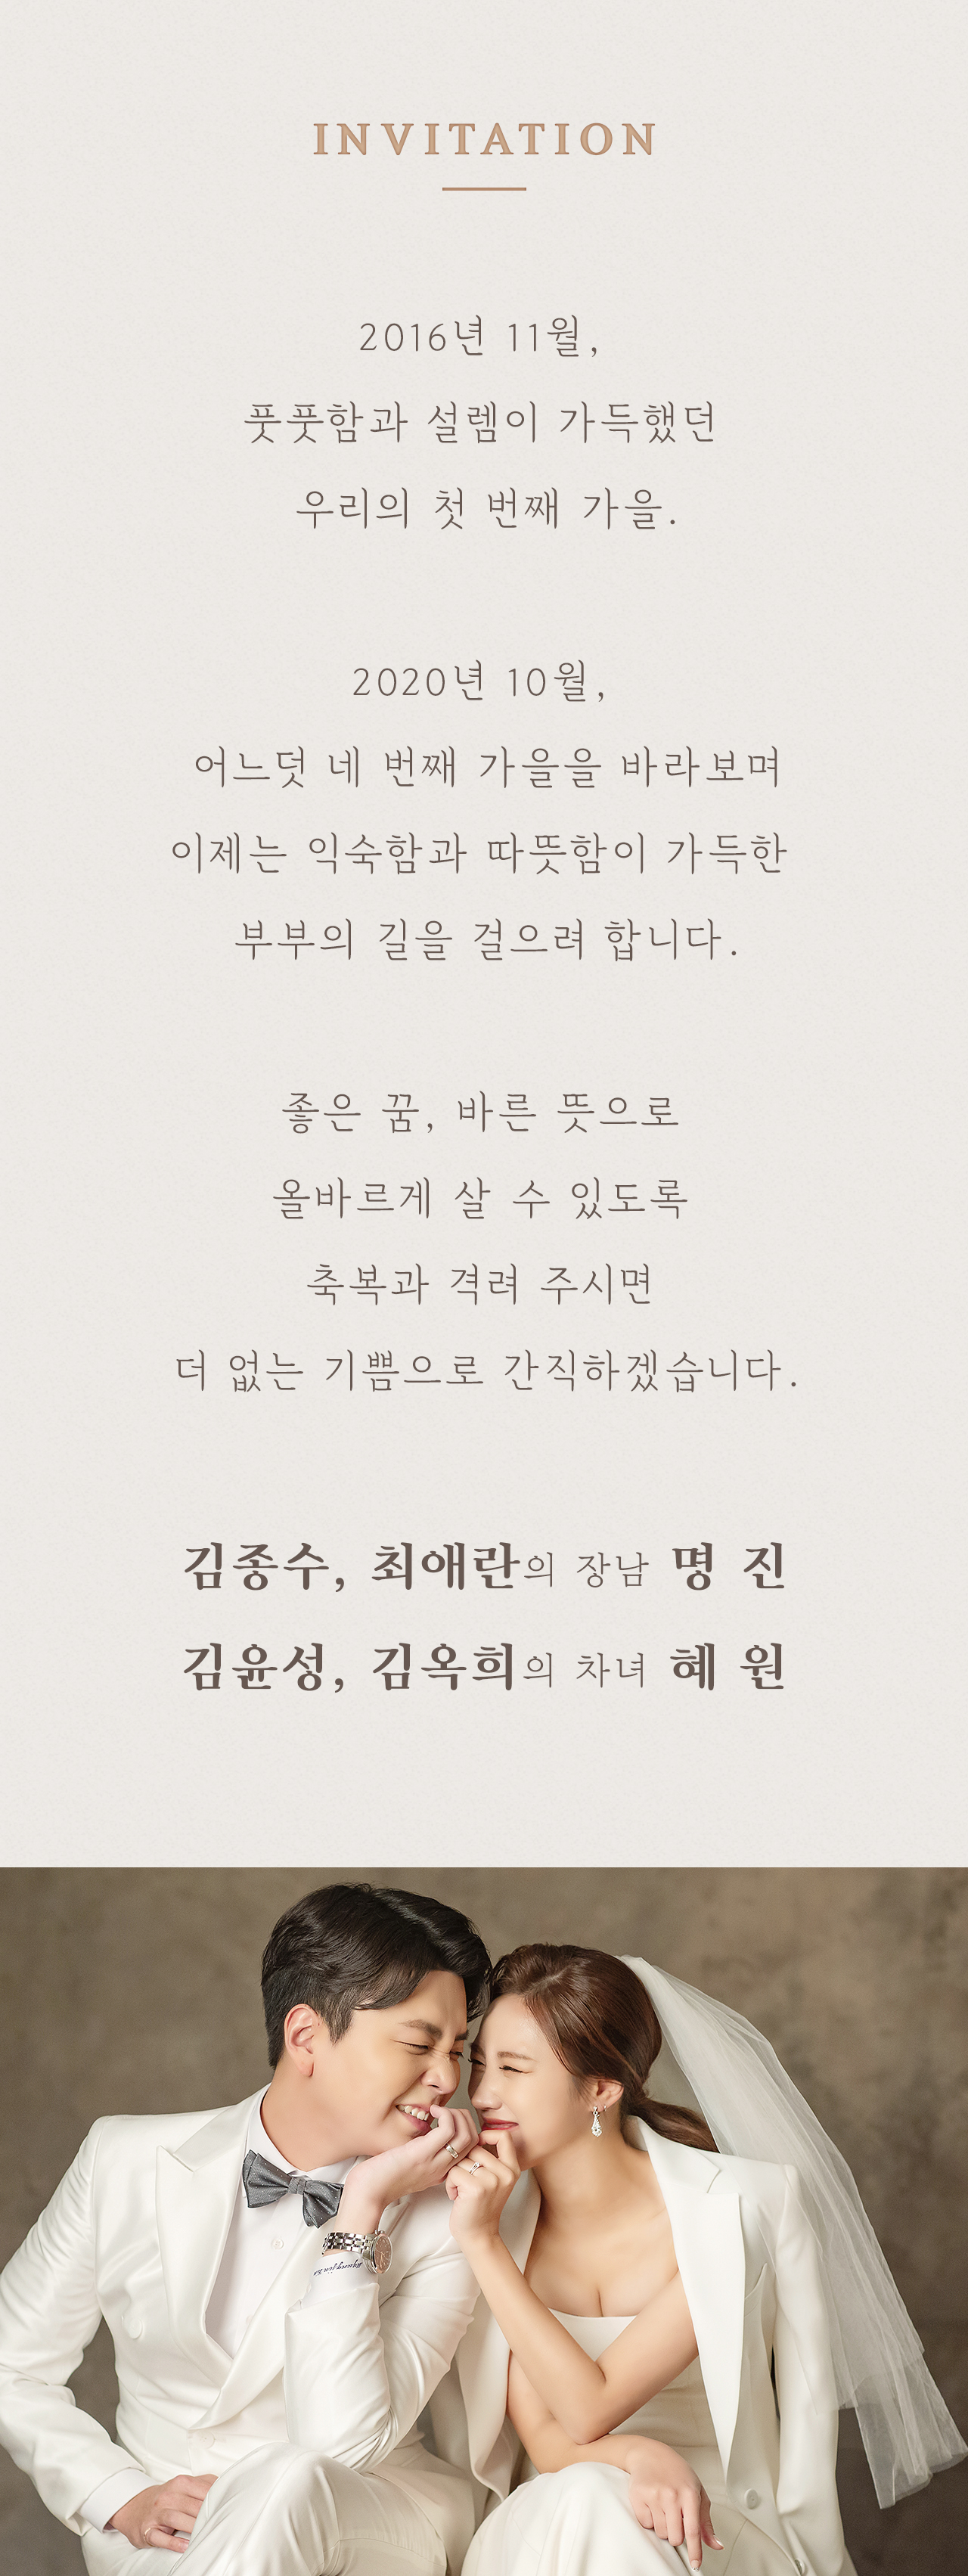 INVITATION
2016년 11월,
풋풋함과 설렘이 가득했던
우리의 첫 번째 가을.
2020년 10월,
어느덧 네 번째 가을을 바라보며
이제는 익숙함과 따뜻함이 가득한
부부의 길을 걸으려 합니다.
좋은 꿈, 바른 뜻으로
올바르게 살 수 있도록
축복과 격려 주시면
더 없는 기쁨으로 간직하겠습니다.
김종수, 최애란의 장남 명 진
김윤성, 김옥희의 차녀 혜 원